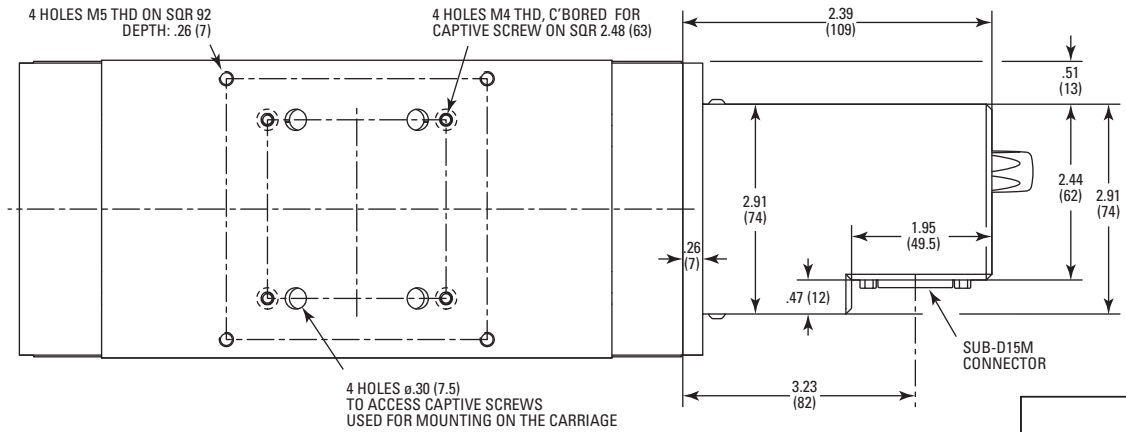 4 HOLES M5 THD ON SQR 92
DEPTH: .26 (7)
4 HOLES M4 THD, C'BORED FOR
CAPTIVE SCREW ON SQR 2.48 (63)
2.39
(109)
.51
(13)
2.91
(74)
2.44
(62)
2.91
(74)
1.95
(49.5)
.26
(7)
.47 (12)
SUB-D15M
CONNECTOR
3.23
(82)
4 HOLES ø.30 (7.5)
TO ACCESS CAPTIVE SCREWS
USED FOR MOUNTING ON THE CARRIAGE